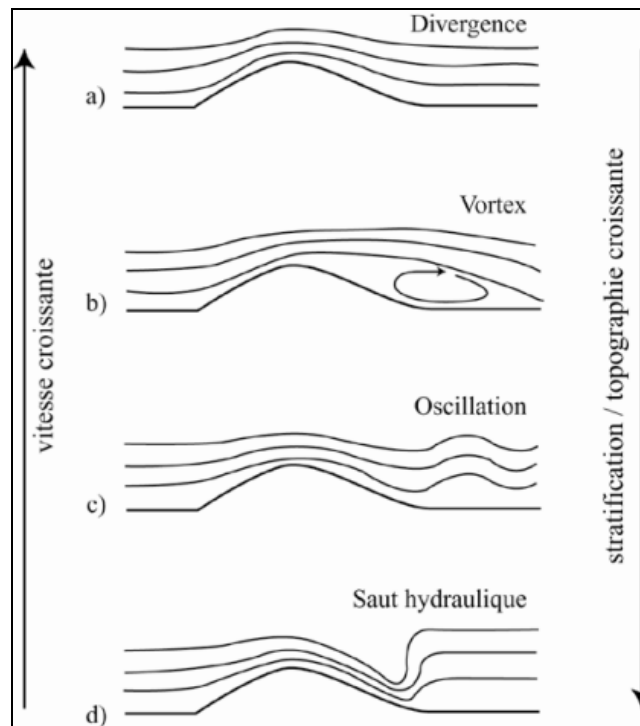 Divergence
a)
Vortex
b)
Oscillation
c)
Saut hydraulique
d)
vitesse croissante
stratification / topographie croissante